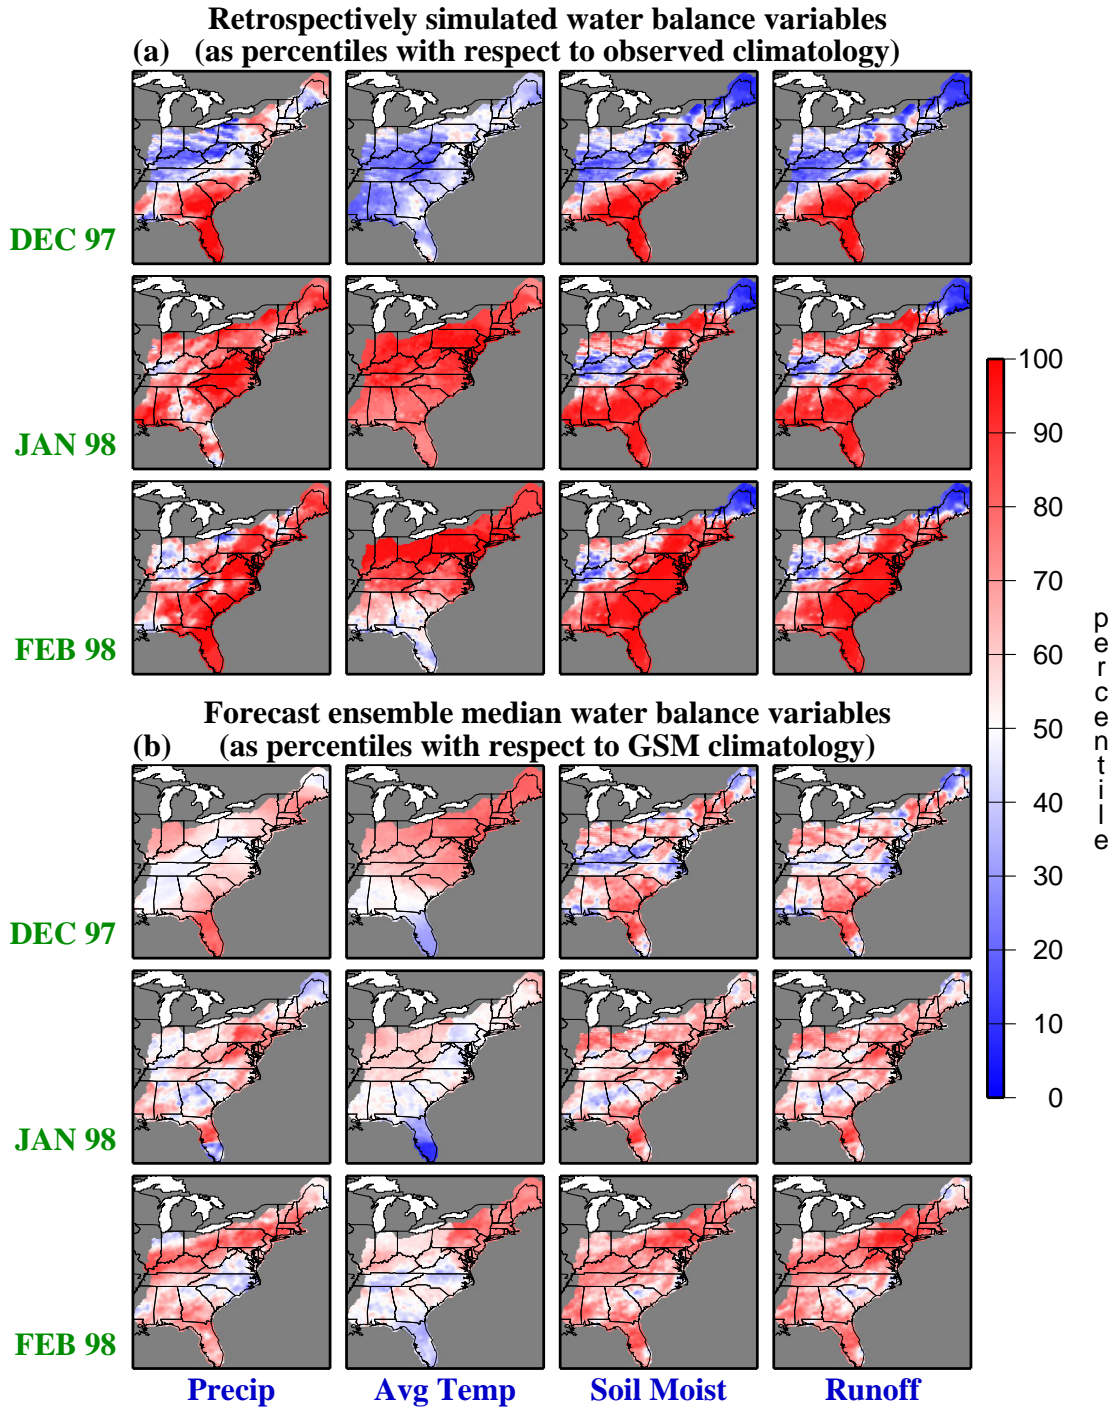 Retrospectively simulated water balance variables
(a) (as percentiles with respect to observed climatology)
DEC 97
JAN 98
FEB 98
Forecast ensemble median water balance variables
(b) (as percentiles with respect to GSM climatology)
DEC 97
JAN 98
FEB 98
Precip
Avg Temp
Soil Moist
Runoff
100
90
80
70
60
50
40
30
20
10
0
percentile